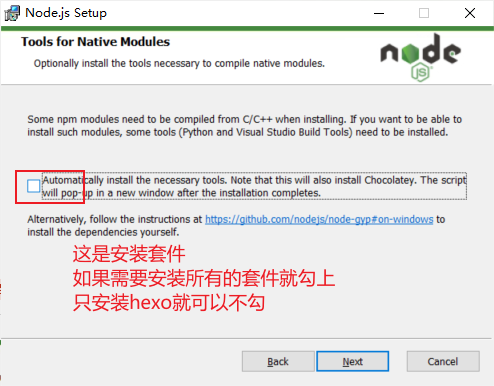 Node.js Setup
Tools for Native Modules
Optionally install the tools necessary to compile native modules.
node
JS
Some npm modules need to be compiled from C/C++ when installing. If you want to be able
to install such modules, some tools (Python and Visual Studio Build Tools) need to be installed.
Automatically install the necessary tools. Note that this will also install Chocolatey. The script
will pop-up in a new window after the installation completes.
Alternatively, follow the instructions at https://github.com/nodejs/node-gyp#on-windows to
install the dependencies yourself.
这是安装套件
如果需要安装所有的套件就勾上
只安装hexo就可以不勾
Back
Next
Cancel